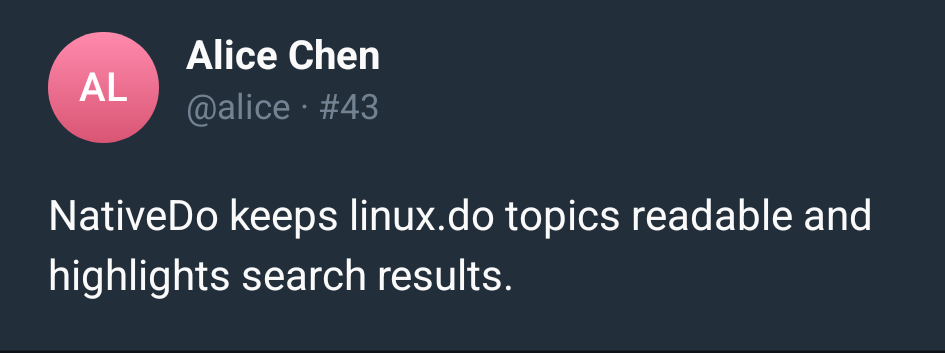 AL
Alice Chen
@alice · #43
NativeDo keeps linux.do topics readable and
highlights search results.